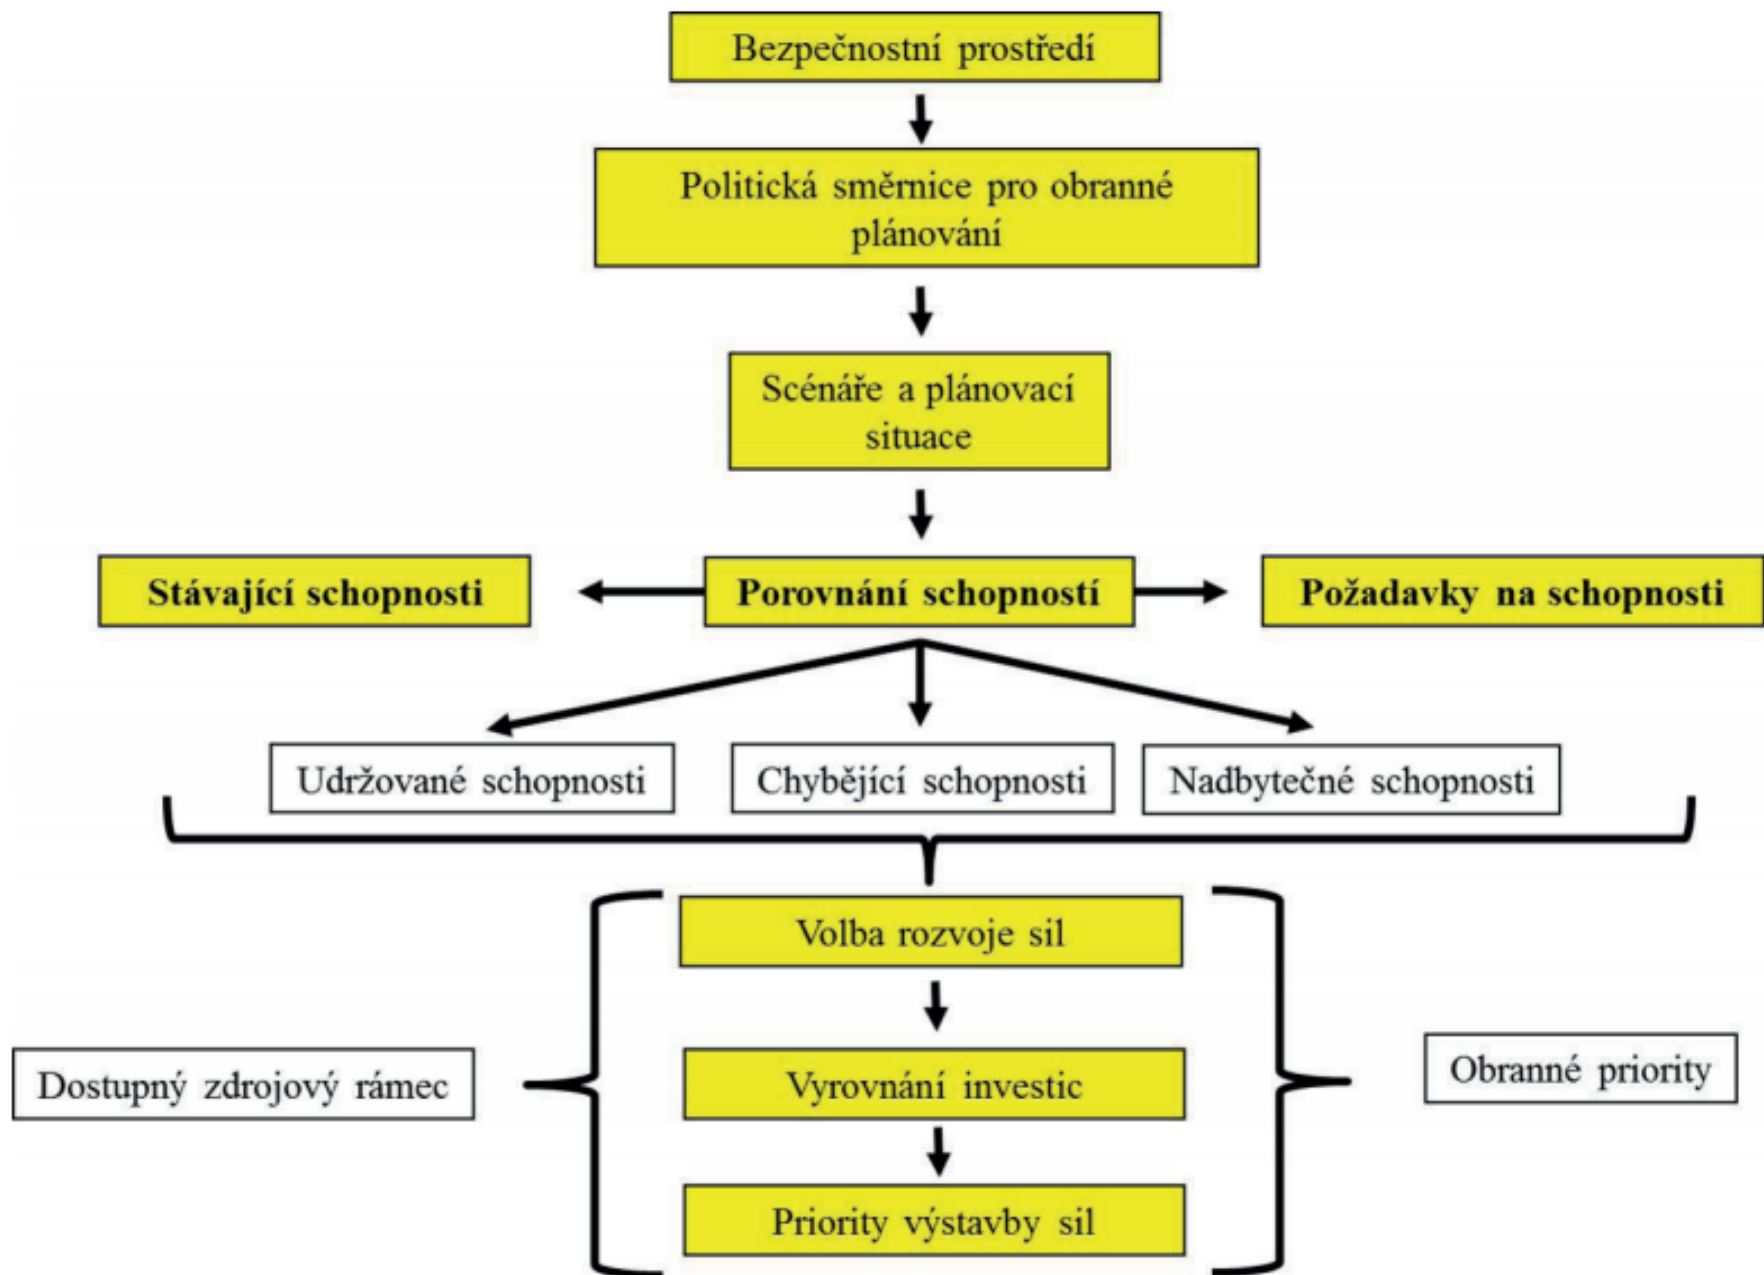 Bezpečnostní prostředí
Politická směrnice pro obranné
plánování
Scénáře a plánovací
situace
Stávající schopnosti
Porovnání schopností
Požadavky na schopnosti
Udržované schopnosti
Chybějící schopnosti
Nadbytečné schopnosti
Volba rozvoje sil
Dostupný zdrojový rámec
Vyrovnání investic
Obranné priority
Priority výstavby sil